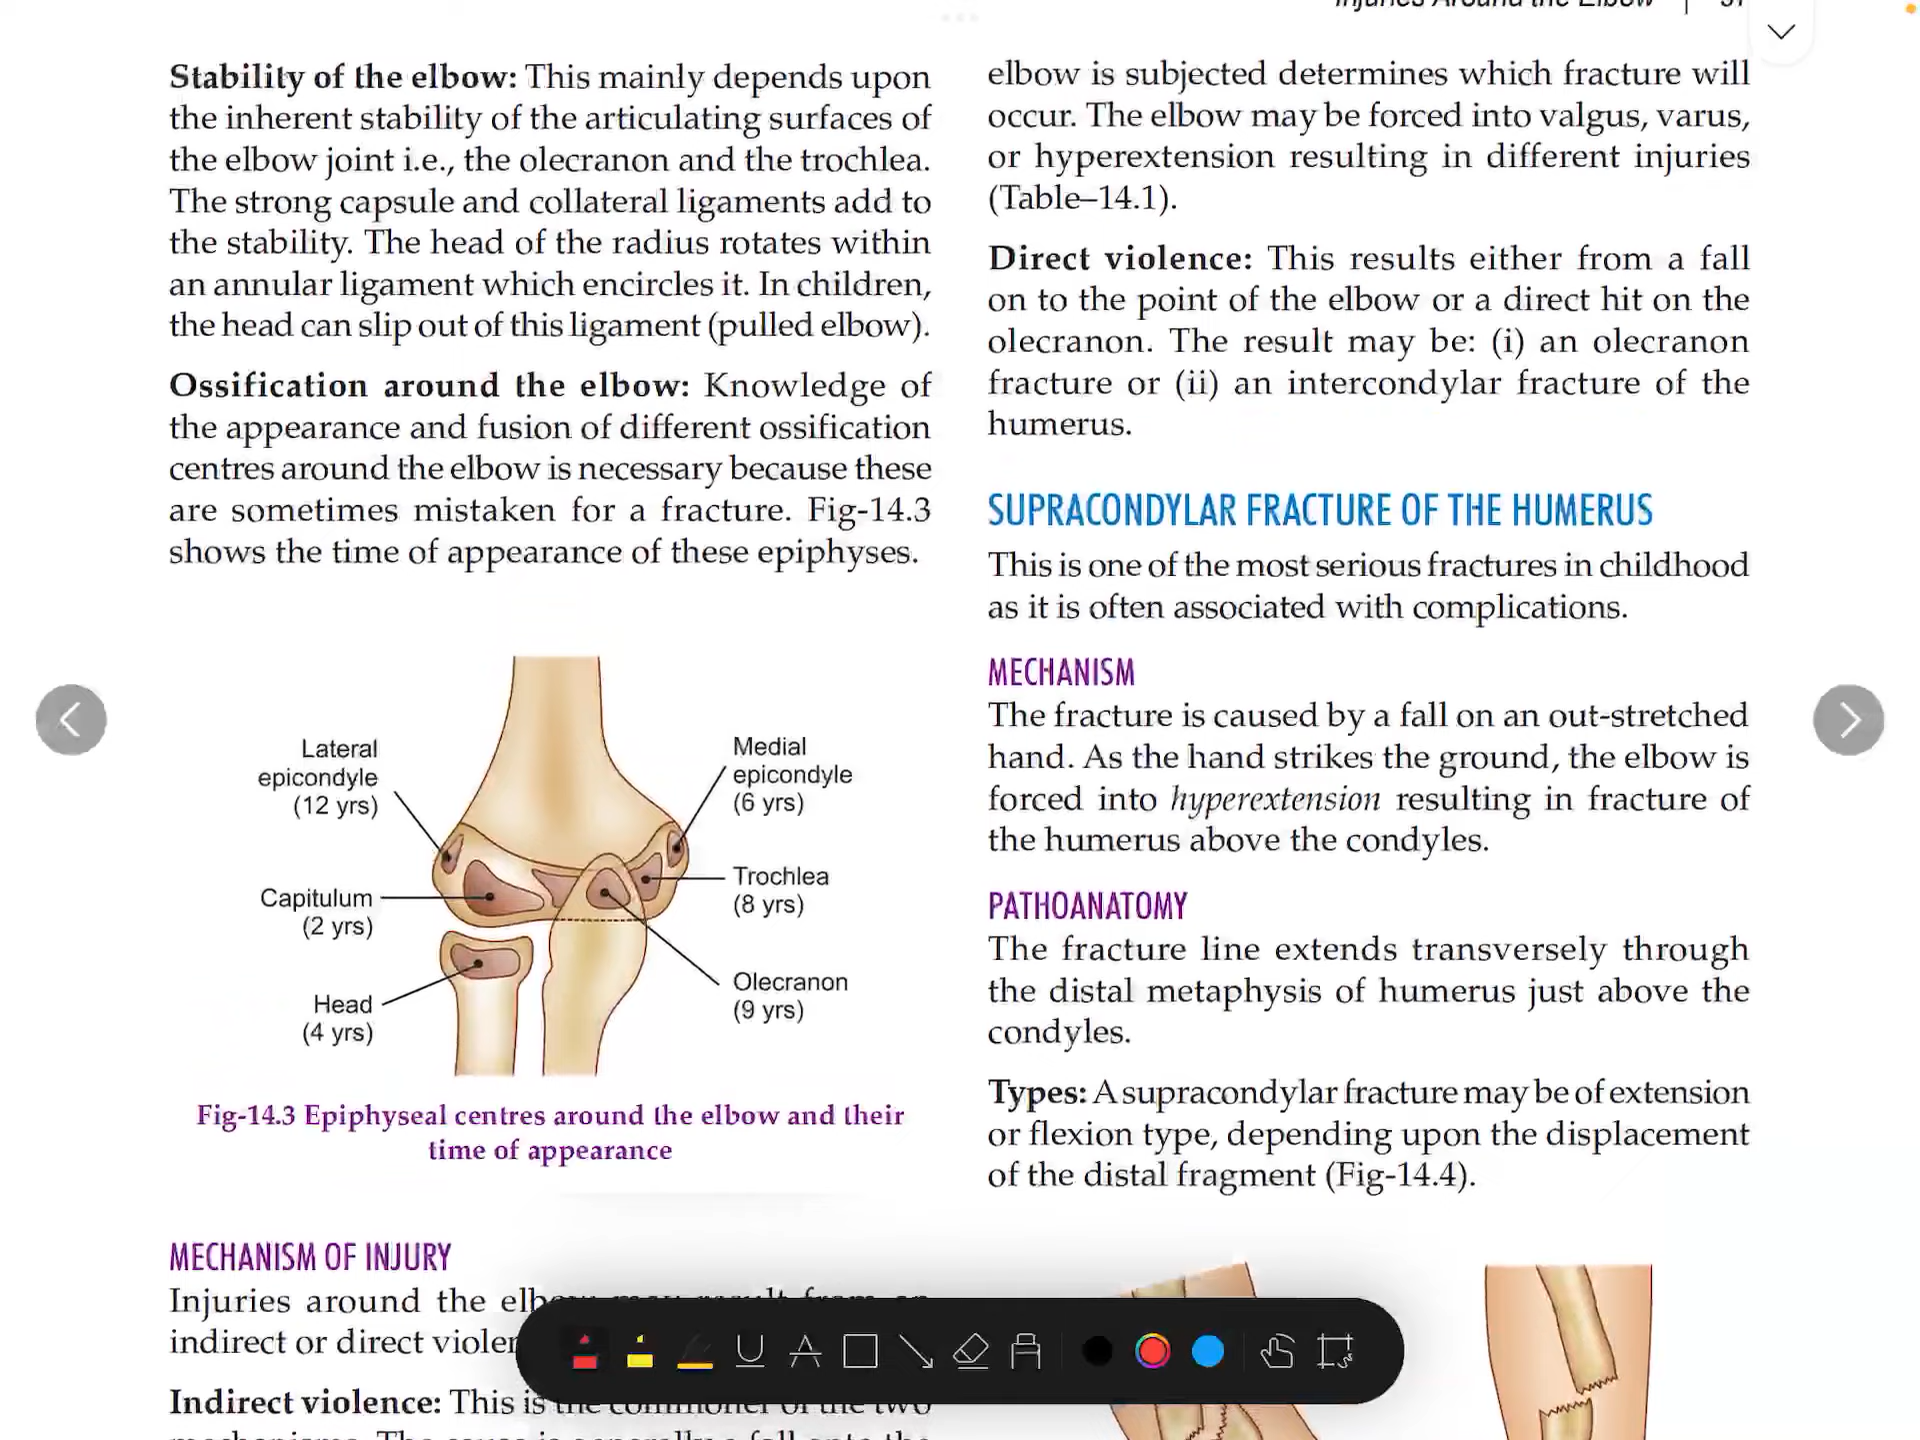 Stability of the elbow: This mainly depends upon
the inherent stability of the articulating surfaces of
the elbow joint i.e., the olecranon and the trochlea.
The strong capsule and collateral ligaments add to
the stability. The head of the radius rotates within
an annular ligament which encircles it. In children,
the head can slip out of this ligament (pulled elbow).
Ossification around the elbow: Knowledge of
the appearance and fusion of different ossification
centres around the elbow is necessary because these
are sometimes mistaken for a fracture. Fig-14.3
shows the time of appearance of these epiphyses.
Lateral
epicondyle
(12 yrs)
Capitulum
(2 yrs)
Head
(4 yrs)
Medial
epicondyle
(6 yrs)
Trochlea
(8 yrs)
Olecranon
(9 yrs)
Fig-14.3 Epiphyseal centres around the elbow and their
time of appearance
MECHANISM OF INJURY
Injuries around the elbow may result from an
indirect or direct
Indirect violence: This is the commoner of the two
Injuries Around the Elbow |
elbow is subjected determines which fracture will
occur. The elbow may be forced into valgus, varus,
or hyperextension resulting in different injuries
(Table–14.1).
Direct violence: This results either from a fall
on to the point of the elbow or a direct hit on the
olecranon. The result may be: (i) an olecranon
fracture or (ii) an intercondylar fracture of the
humerus.
SUPRACONDYLAR FRACTURE OF THE HUMERUS
This is one of the most serious fractures in childhood
as it is often associated with complications.
MECHANISM
The fracture is caused by a fall on an out-stretched
hand. As the hand strikes the ground, the elbow is
forced into hyperextension resulting in fracture of
the humerus above the condyles.
PATHOANATOMY
The fracture line extends transversely through
the distal metaphysis of humerus just above the
condyles.
Types: A supracondylar fracture may be of extension
or flexion type, depending upon the displacement
of the distal fragment (Fig-14.4).